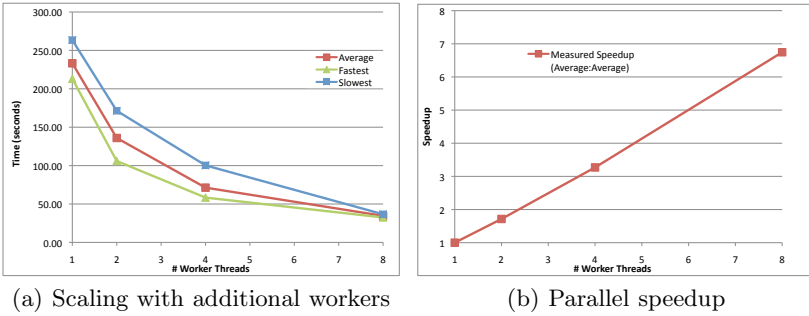 300.00
250.00
200.00
150.00
100.00
50.00
0.00
Time (seconds)
Average
Fastest
Slowest
1 2 3 4 5 6 7 8
# Worker Threads
(a) Scaling with additional workers
8
7
6
5
4
3
2
1
Speedup
Measured Speedup
(Average:Average)
1 2 3 4 5 6 7 8
# Worker Threads
(b) Parallel speedup